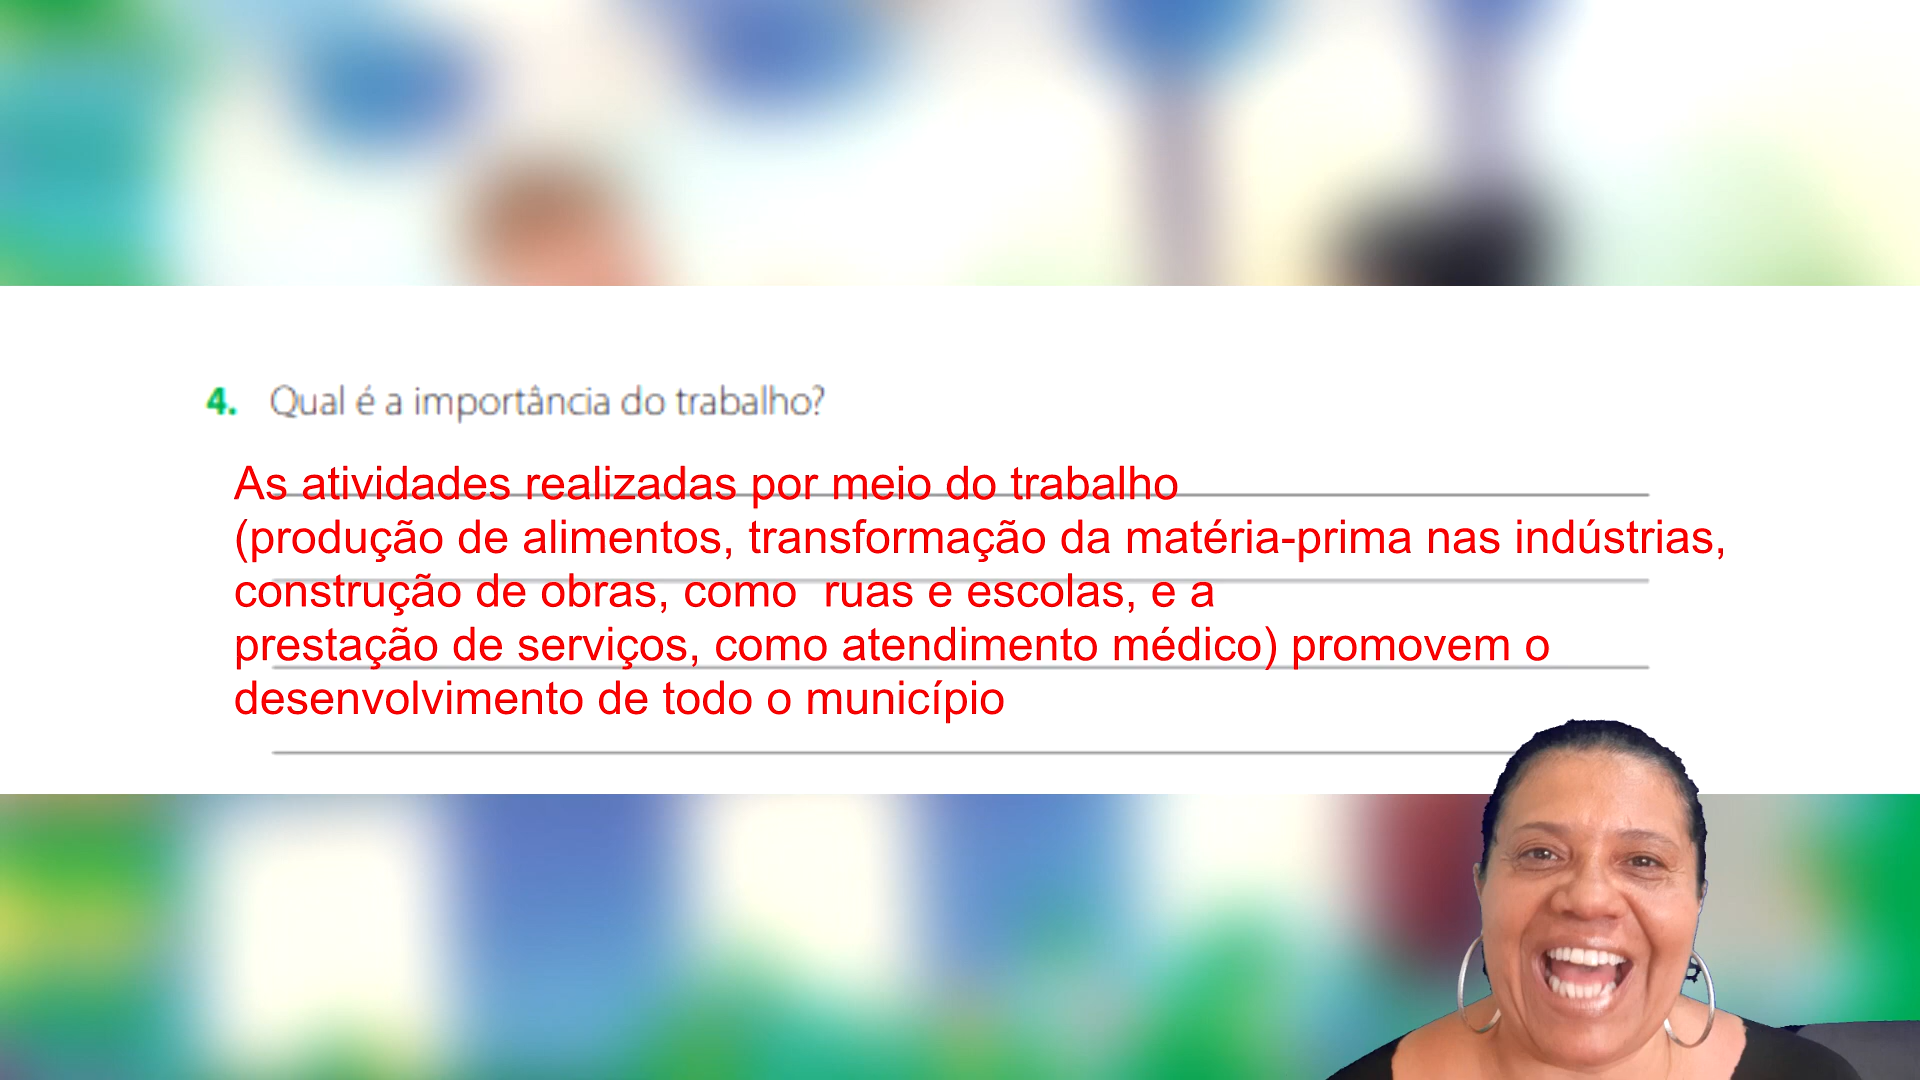 4. Qual é a importância do trabalho?
As atividades realizadas por meio do trabalho
(produção de alimentos, transformação da matéria-prima nas indústrias,
construção de obras, como  ruas e escolas, e a
prestação de serviços, como atendimento médico) promovem o
desenvolvimento de todo o município